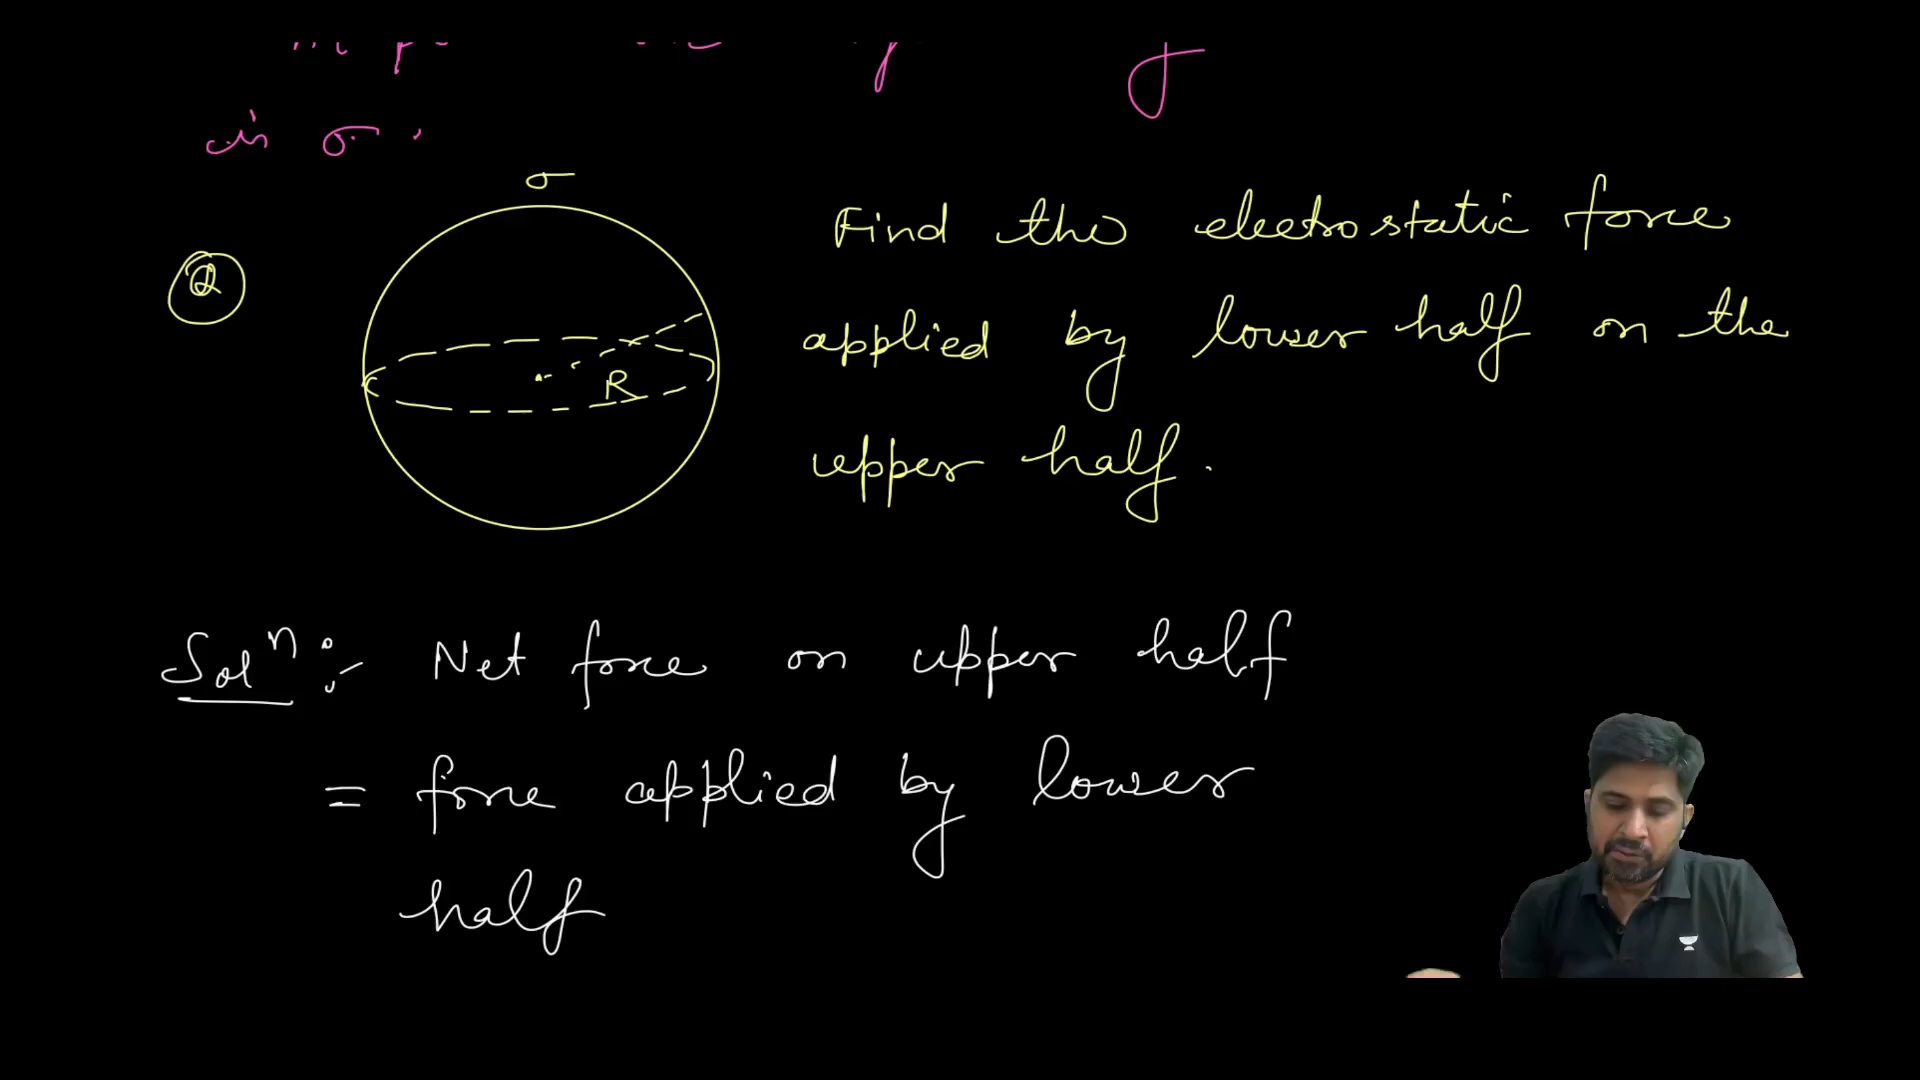 is σ .
σ
Q
R
Find the electrostatic force
applied by lower half on the
upper half.
Solⁿ :- Net force on upper half
= force applied by lower
half